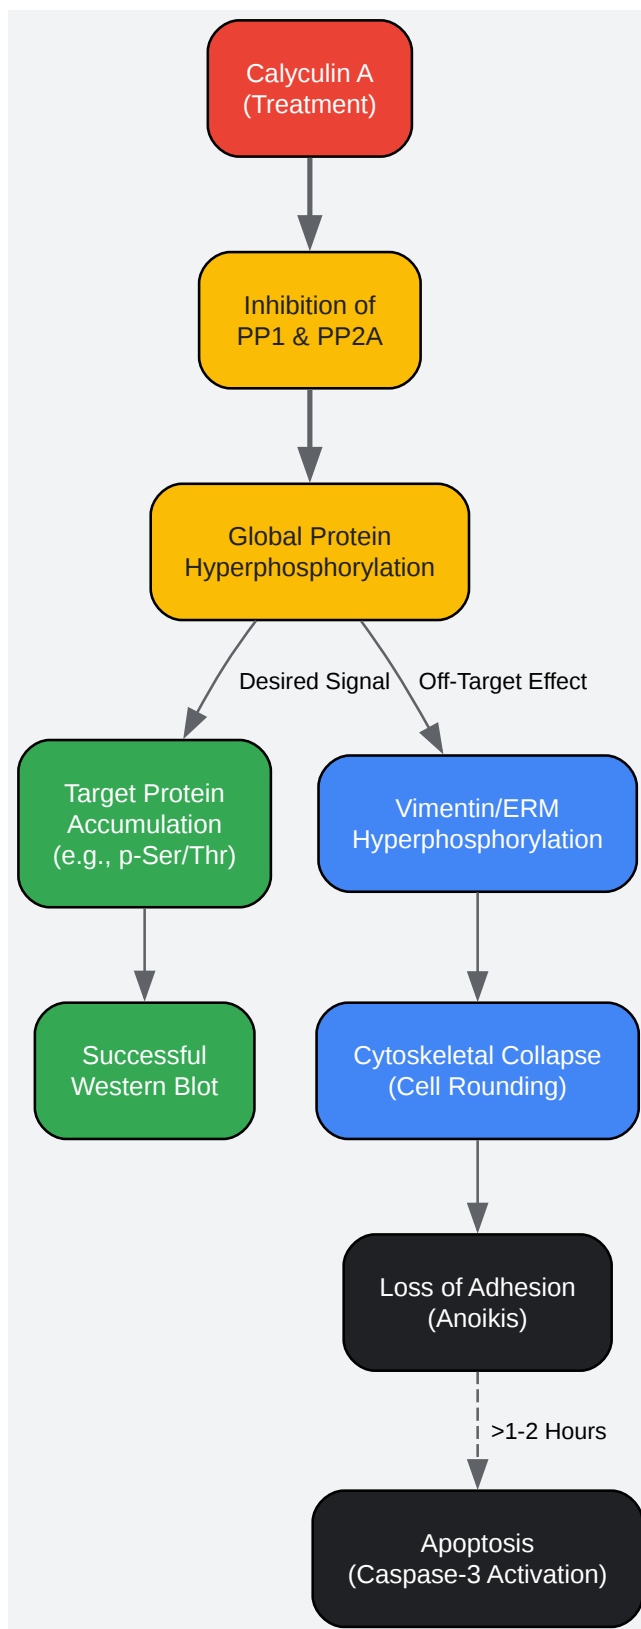 Calyculin A
(Treatment)
Inhibition of
PP1 & PP2A
Global Protein
Hyperphosphorylation
Desired Signal
Off-Target Effect
Target Protein
Accumulation
(e.g., p-Ser/Thr)
Vimentin/ERM
Hyperphosphorylation
Successful
Western Blot
Cytoskeletal Collapse
(Cell Rounding)
Loss of Adhesion
(Anoikis)
>1-2 Hours
Apoptosis
(Caspase-3 Activation)